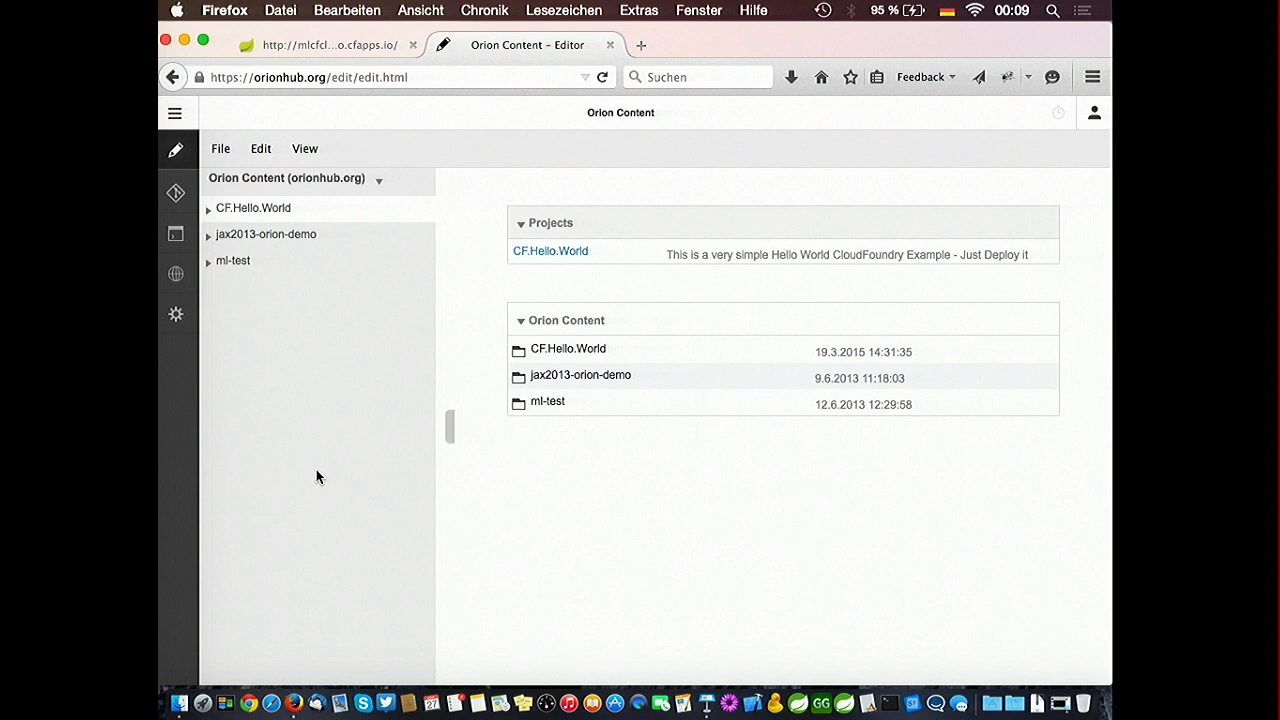 Firefox Datei Bearbeiten Ansicht Chronik Lesezeichen Extras Fenster Hilfe 95 % 00:09
http://mlcfcl...o.cfapps.io/ Orion Content – Editor
https://orionhub.org/edit/edit.html Suchen Feedback
Orion Content
File Edit View
Orion Content (orionhub.org)
CF.Hello.World
jax2013-orion-demo
ml-test
Projects
CF.Hello.World This is a very simple Hello World CloudFoundry Example - Just Deploy it
Orion Content
CF.Hello.World 19.3.2015 14:31:35
jax2013-orion-demo 9.6.2013 11:18:03
ml-test 12.6.2013 12:29:58
27
GG